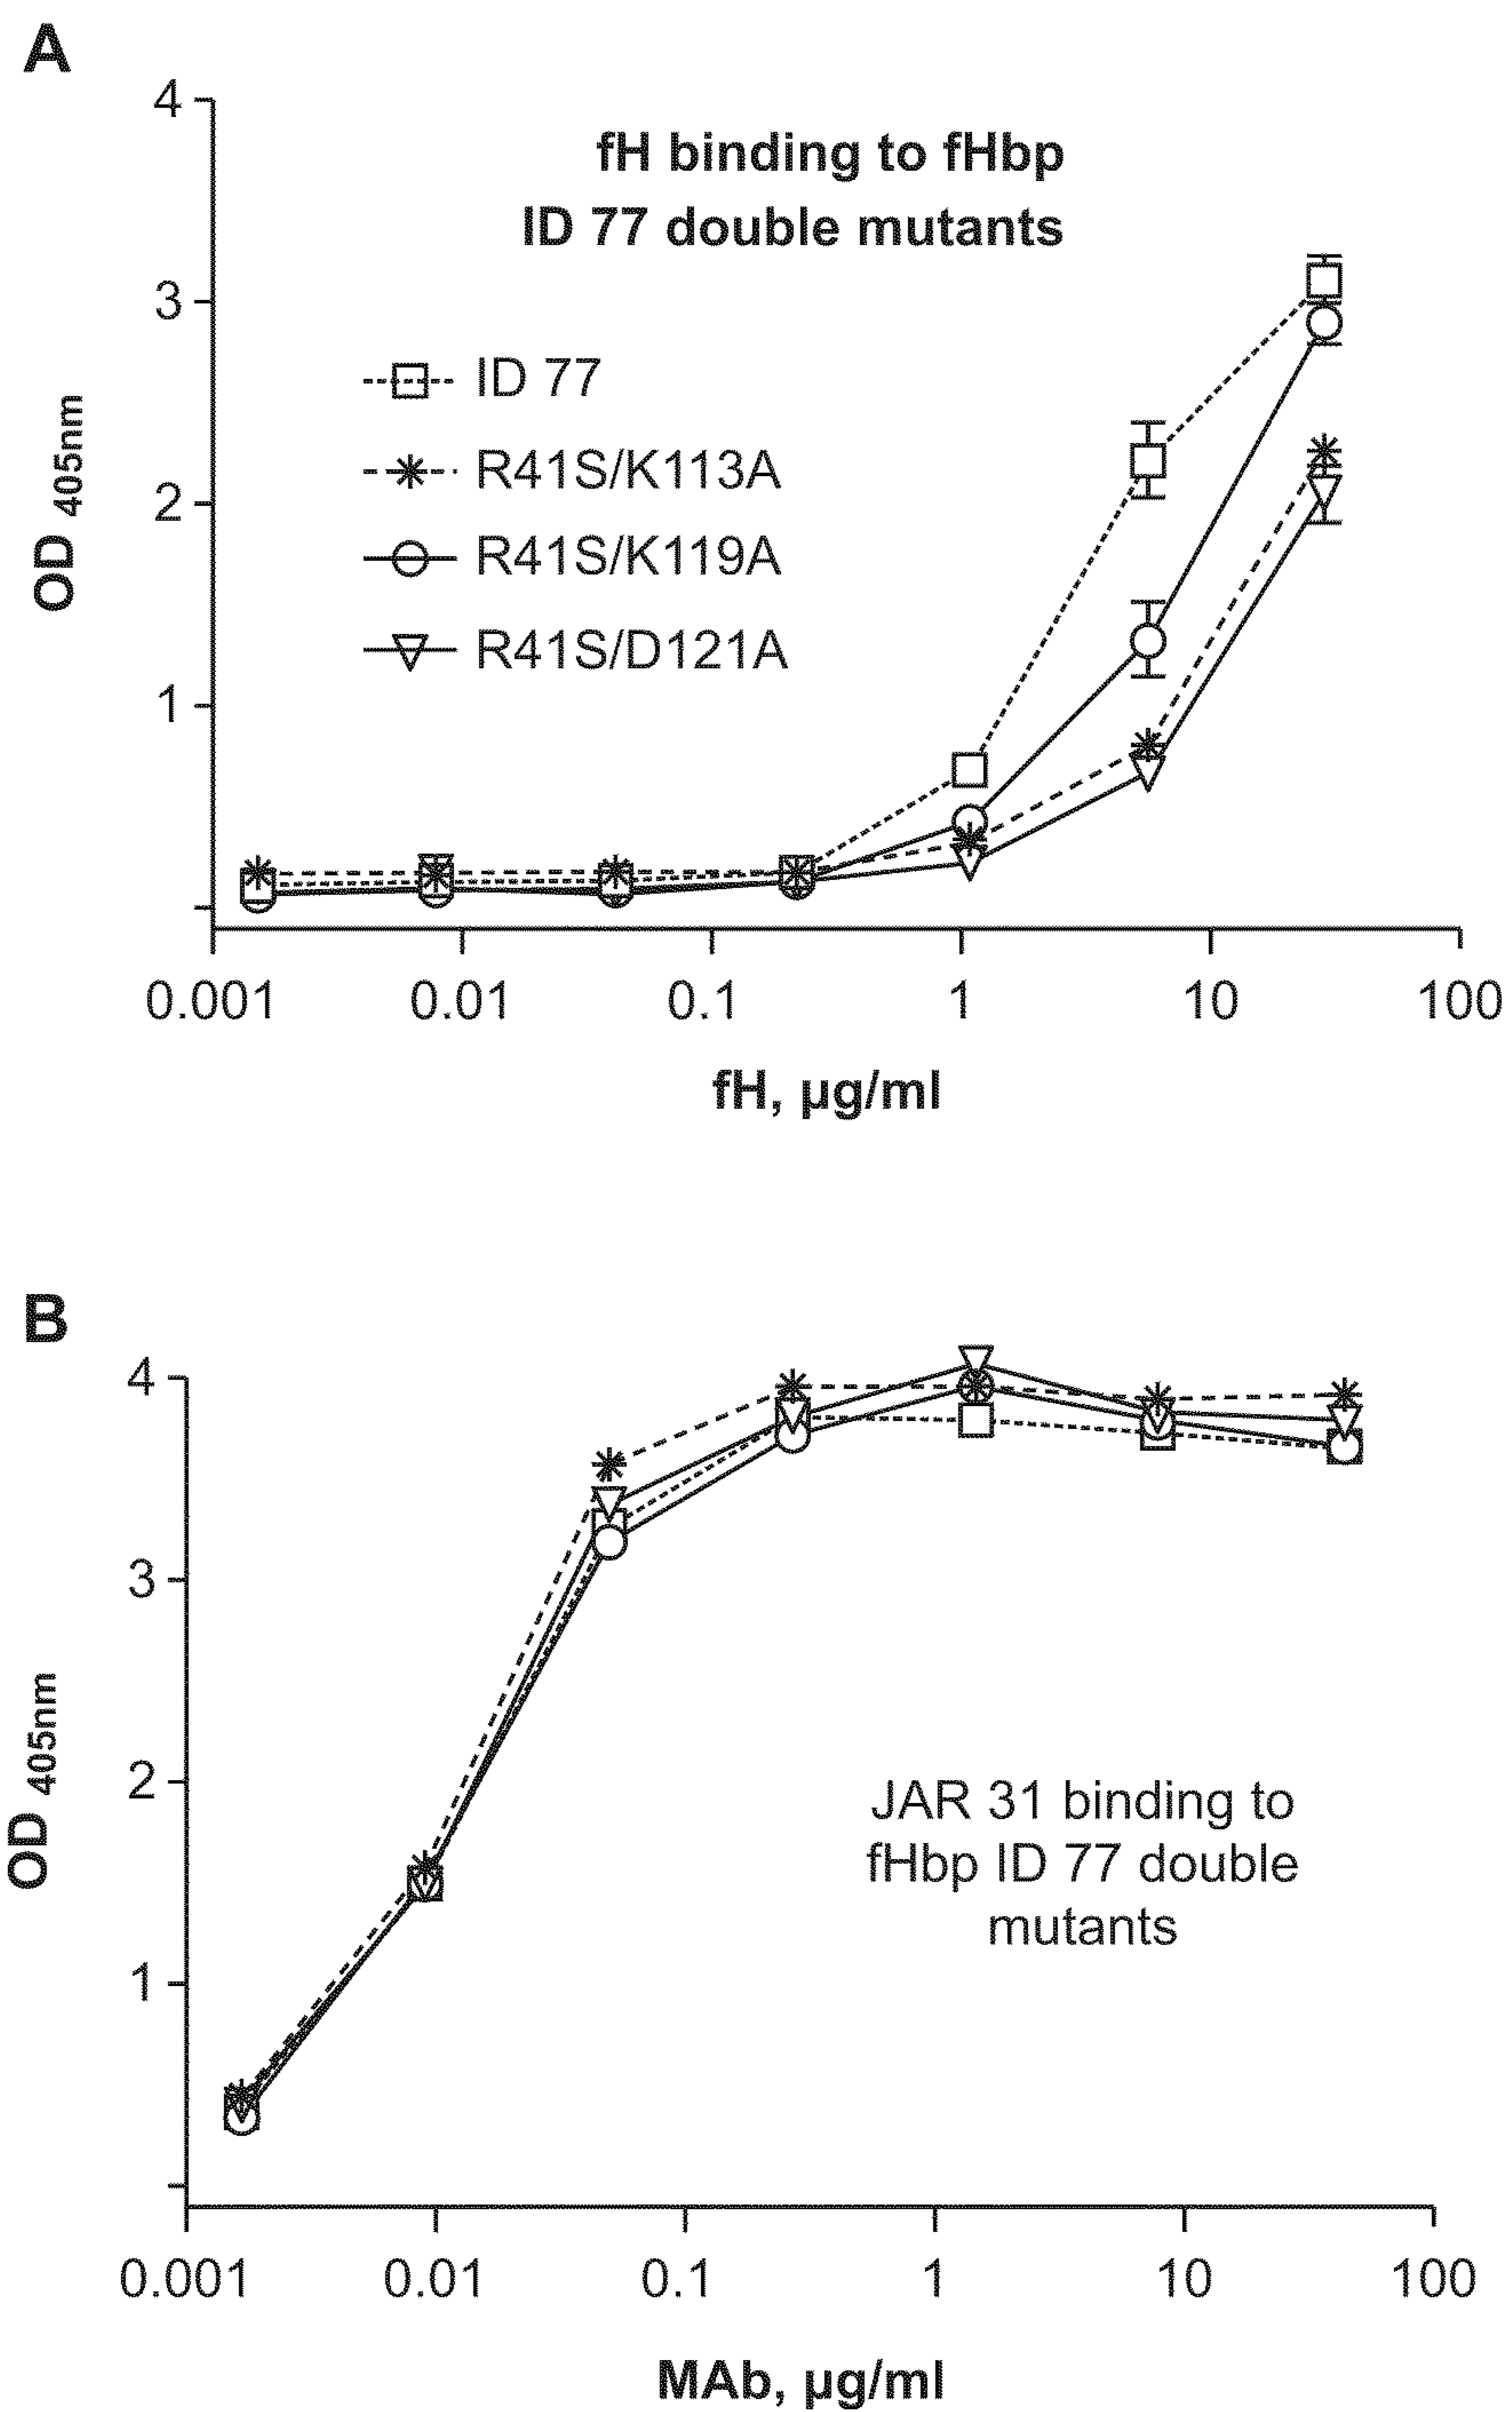 A
4
fH binding to fHbp
ID 77 double mutants
3
ID 77
R41S/K113A
2
R41S/K119A
R41S/D121A
1
OD 405nm
0.001 0.01 0.1 1 10 100
fH, µg/ml
B
4
3
2
JAR 31 binding to
fHbp ID 77 double
mutants
1
OD 405nm
0.001 0.01 0.1 1 10 100
MAb, µg/ml